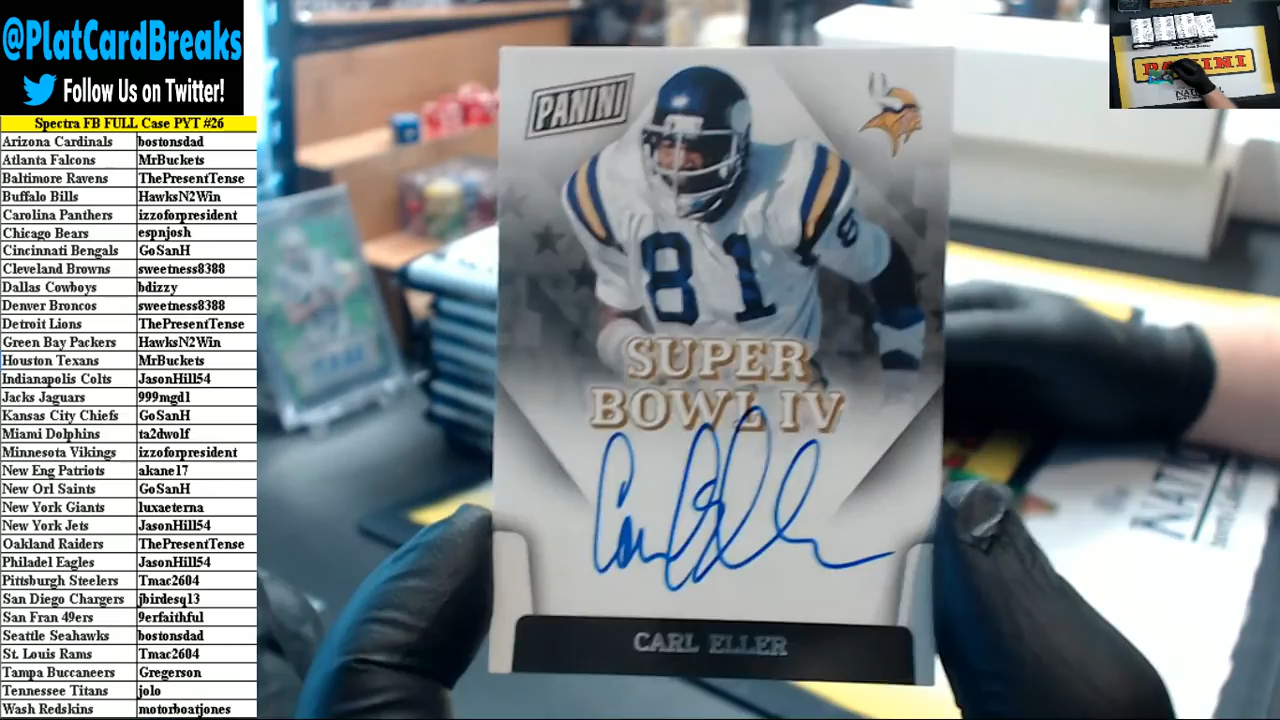 @PlatCardBreaks
Follow Us on Twitter!
Spectra FB FULL Case PYT #26
Arizona Cardinals bostonsdad
Atlanta Falcons MrBuckets
Baltimore Ravens ThePresentTense
Buffalo Bills HawksN2Win
Carolina Panthers izzoforpresident
Chicago Bears espnjosh
Cincinnati Bengals GoSanH
Cleveland Browns sweetness8388
Dallas Cowboys bdizzy
Denver Broncos sweetness8388
Detroit Lions ThePresentTense
Green Bay Packers HawksN2Win
Houston Texans MrBuckets
Indianapolis Colts JasonHill54
Jacks Jaguars 999mgd1
Kansas City Chiefs GoSanH
Miami Dolphins ta2dwolf
Minnesota Vikings izzoforpresident
New Eng Patriots akane17
New Orl Saints GoSanH
New York Giants luxaeterna
New York Jets JasonHill54
Oakland Raiders ThePresentTense
Philadel Eagles JasonHill54
Pittsburgh Steelers Tmac2604
San Diego Chargers jbirdesq13
San Fran 49ers 9erfaithful
Seattle Seahawks bostonsdad
St. Louis Rams Tmac2604
Tampa Buccaneers Gregerson
Tennessee Titans jolo
Wash Redskins motorboatjones
PANINI
81
8
SUPER
BOWL IV
Carl Eller
CARL ELLER
PANINI
NATI